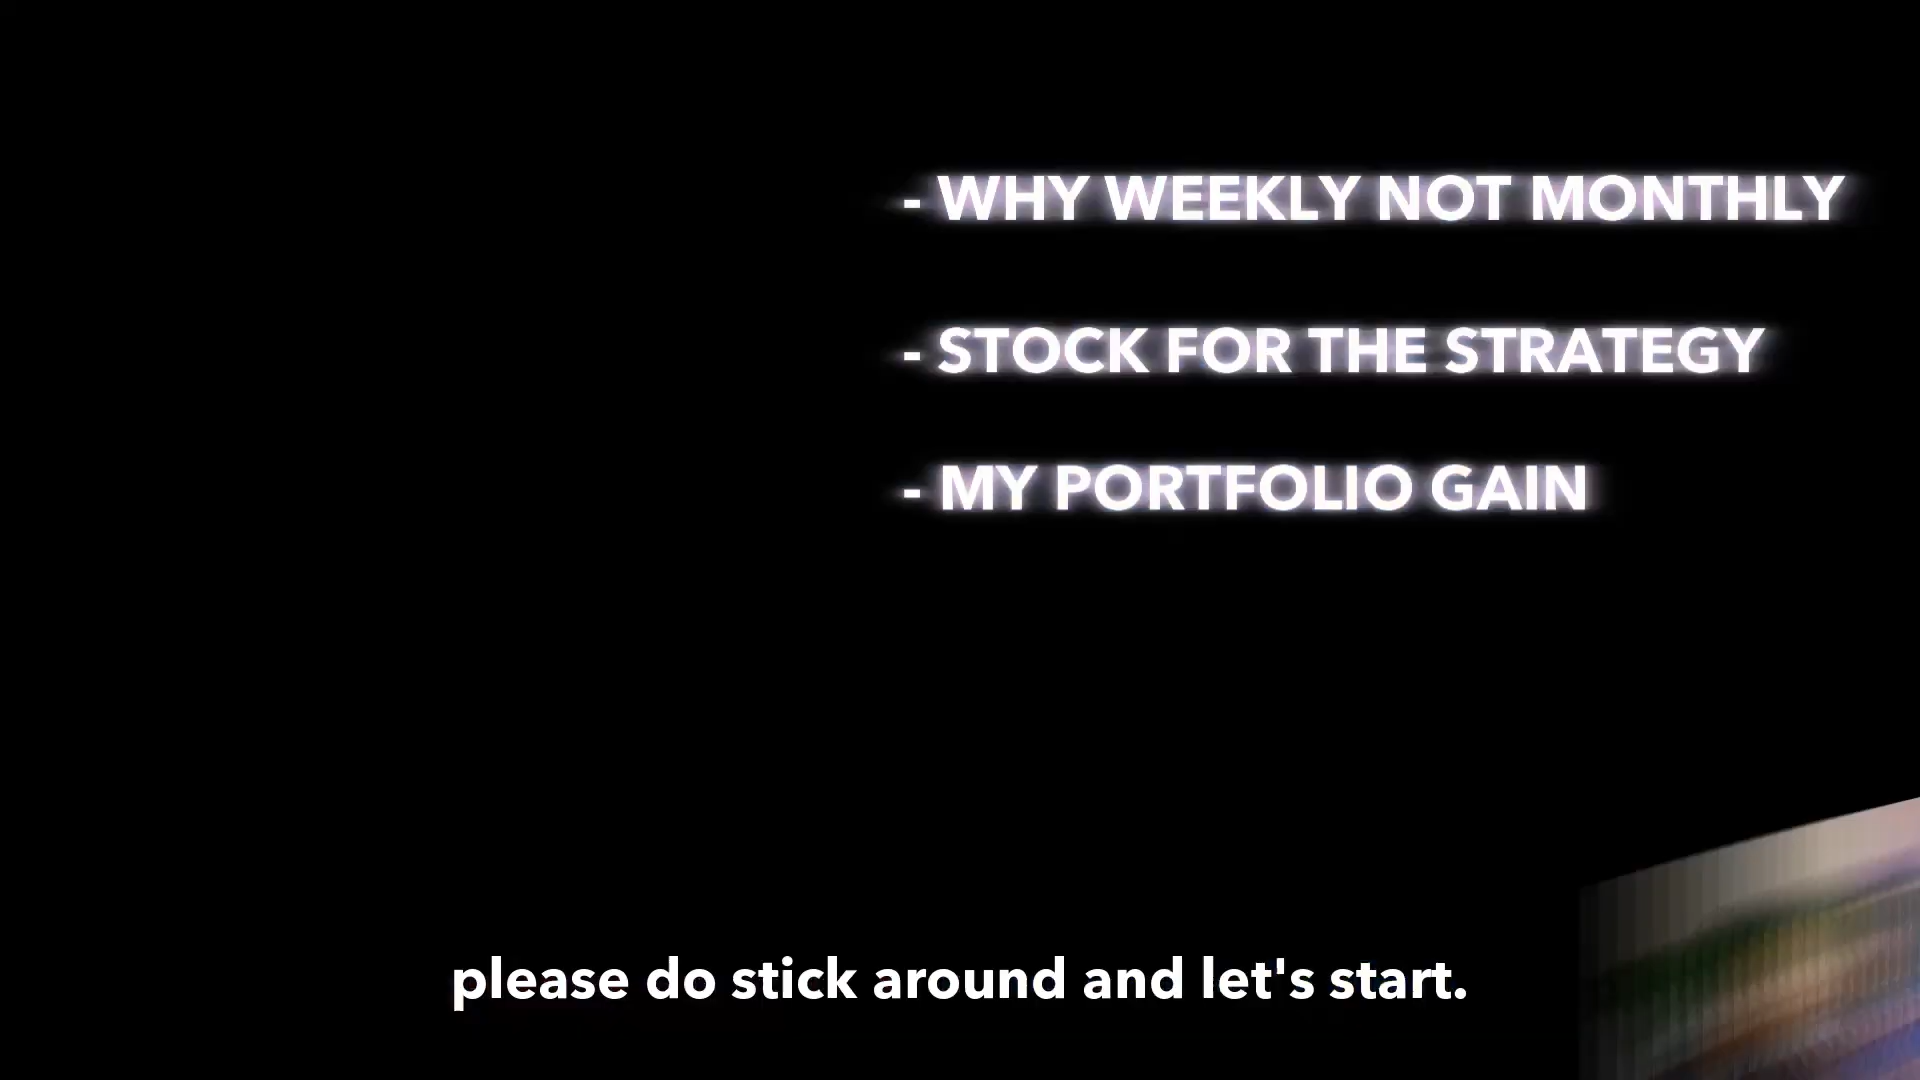 - WHY WEEKLY NOT MONTHLY
- STOCK FOR THE STRATEGY
- MY PORTFOLIO GAIN
please do stick around and let's start.